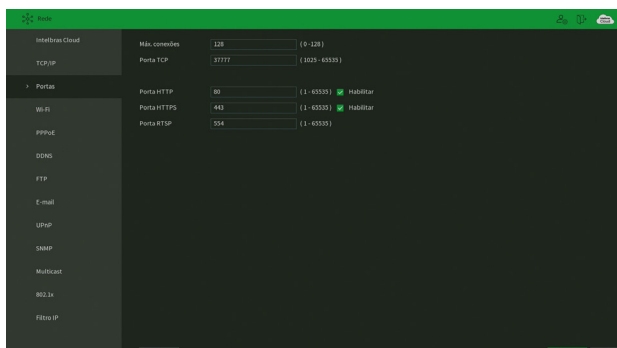 Rede
Intelbras Cloud
TCP/IP
Portas
Wi-Fi
PPPoE
DDNS
FTP
E-mail
UPnP
SNMP
Multicast
802.1x
Filtro IP
Máx. conexões 128 ( 0 -128 )
Porta TCP 37777 ( 1025 - 65535 )
Porta HTTP 80 ( 1 - 65535 ) Habilitar
Porta HTTPS 443 ( 1 - 65535 ) Habilitar
Porta RTSP 554 ( 1 - 65535 )